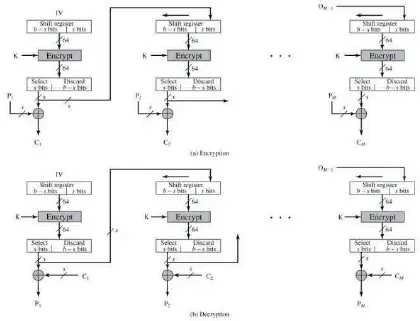 IV
O_{M-1}
Shift register
b – s bits | s bits
Shift register
b – s bits | s bits
Shift register
b – s bits | s bits
64
64
64
K
Encrypt
K
Encrypt
K
Encrypt
. . .
64
64
64
Select
s bits
Discard
b – s bits
Select
s bits
Discard
b – s bits
Select
s bits
Discard
b – s bits
P1
s
s
s
P2
s
s
PM
s
s
C1
C2
CM
(a) Encryption
IV
O_{M-1}
Shift register
b – s bits | s bits
Shift register
b – s bits | s bits
Shift register
b – s bits | s bits
64
64
64
s
K
Encrypt
K
Encrypt
K
Encrypt
. . .
64
64
64
Select
s bits
Discard
b – s bits
Select
s bits
Discard
b – s bits
Select
s bits
Discard
b – s bits
s
s
C1
s
s
C2
s
s
CM
P1
P2
PM
(b) Decryption